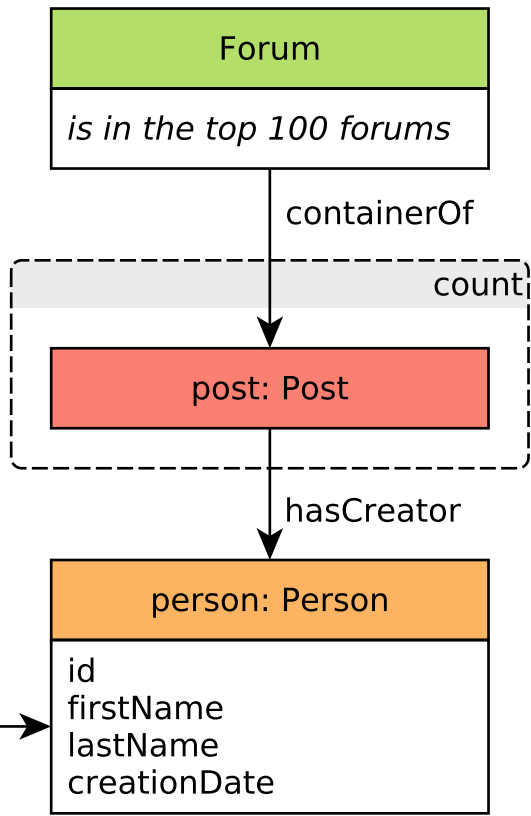 Forum
is in the top 100 forums
containerOf
count
post: Post
hasCreator
person: Person
id
firstName
lastName
creationDate